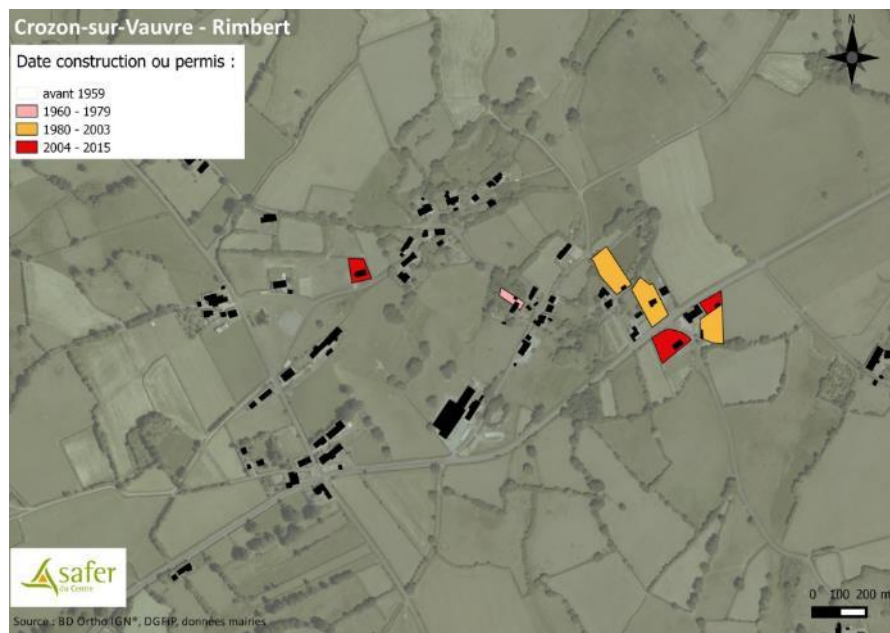 Crozon-sur-Vauvre - Rimbert
N
Date construction ou permis :
avant 1959
1960 - 1979
1980 - 2003
2004 - 2015
safer
du Centre
0 100 200 m
Source : BD Ortho IGN®, DGFiP, données mairies